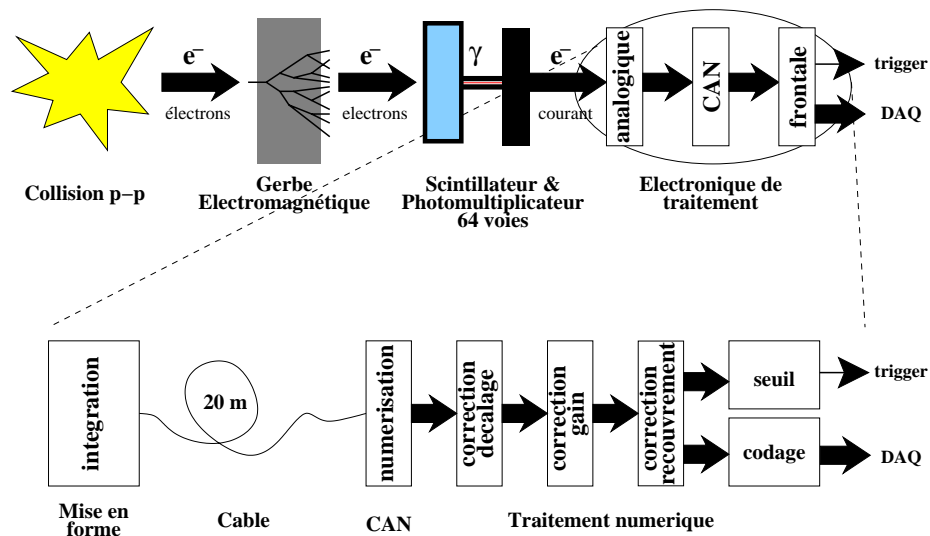 e⁻
électrons
e⁻
electrons
γ
e⁻
courant
analogique
CAN
frontale
trigger
DAQ
Collision p−p
Gerbe
Electromagnétique
Scintillateur &
Photomultiplicateur
64 voies
Electronique de
traitement
integration
20 m
numerisation
correction
decalage
correction
gain
correction
recouvrement
seuil
trigger
codage
DAQ
Mise en
forme
Cable
CAN
Traitement numerique